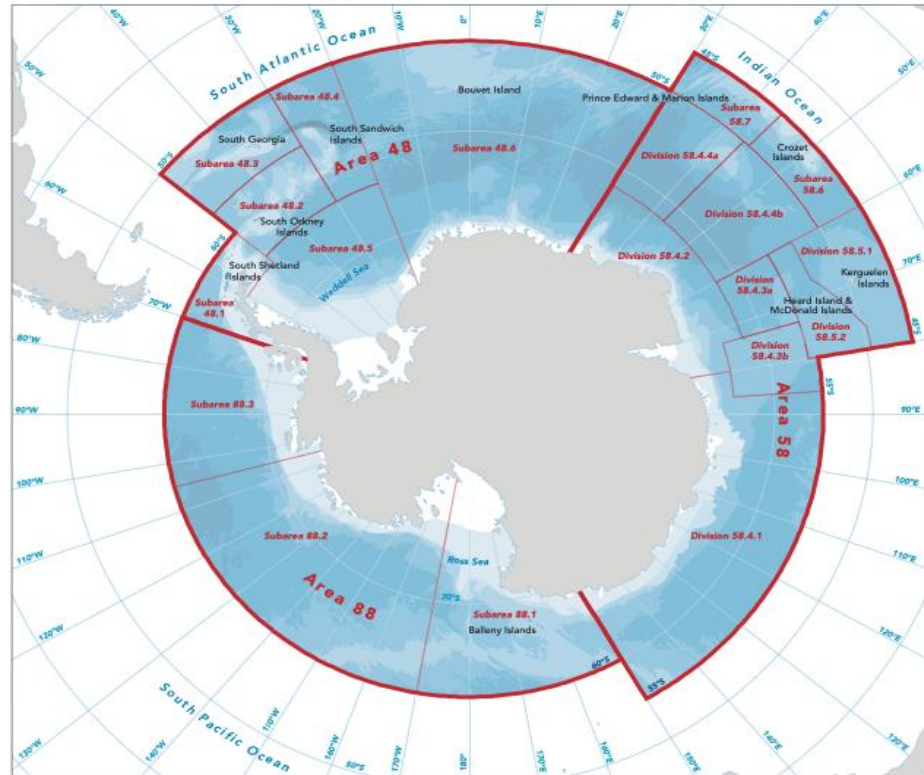 40°W
30°W
20°W
10°W
0°
10°E
20°E
30°E
40°E
50°E
50°W
South Atlantic Ocean
Indian Ocean
45°S
50°S
Bouvet Island
Prince Edward & Marion Islands
Subarea 48.4
Subarea
58.7
South Georgia
South Sandwich
Islands
Area 48
Subarea 48.6
Division 58.4.4a
Crozet
Islands
Subarea 48.3
50°S
Subarea
58.6
60°E
60°W
Subarea 48.2
South Orkney
Islands
Division 58.4.4b
Subarea 48.5
Weddell Sea
Division 58.4.2
Division 58.5.1
70°E
60°S
South Shetland
Islands
Division
58.4.3a
Kerguelen
Islands
Heard Island &
McDonald Islands
70°W
Subarea
48.1
Division
58.5.2
45°S
80°W
Division
58.4.3b
80°E
55°S
Subarea 88.3
90°W
Area 58
90°E
100°W
100°E
Subarea 88.2
Division 58.4.1
110°W
110°E
Ross Sea
Area 88
70°S
Subarea 88.1
Balleny Islands
120°W
120°E
60°S
55°S
South Pacific Ocean
130°W
140°W
150°W
160°W
50°S
170°W
180°
170°E
160°E
150°E
140°E
130°E